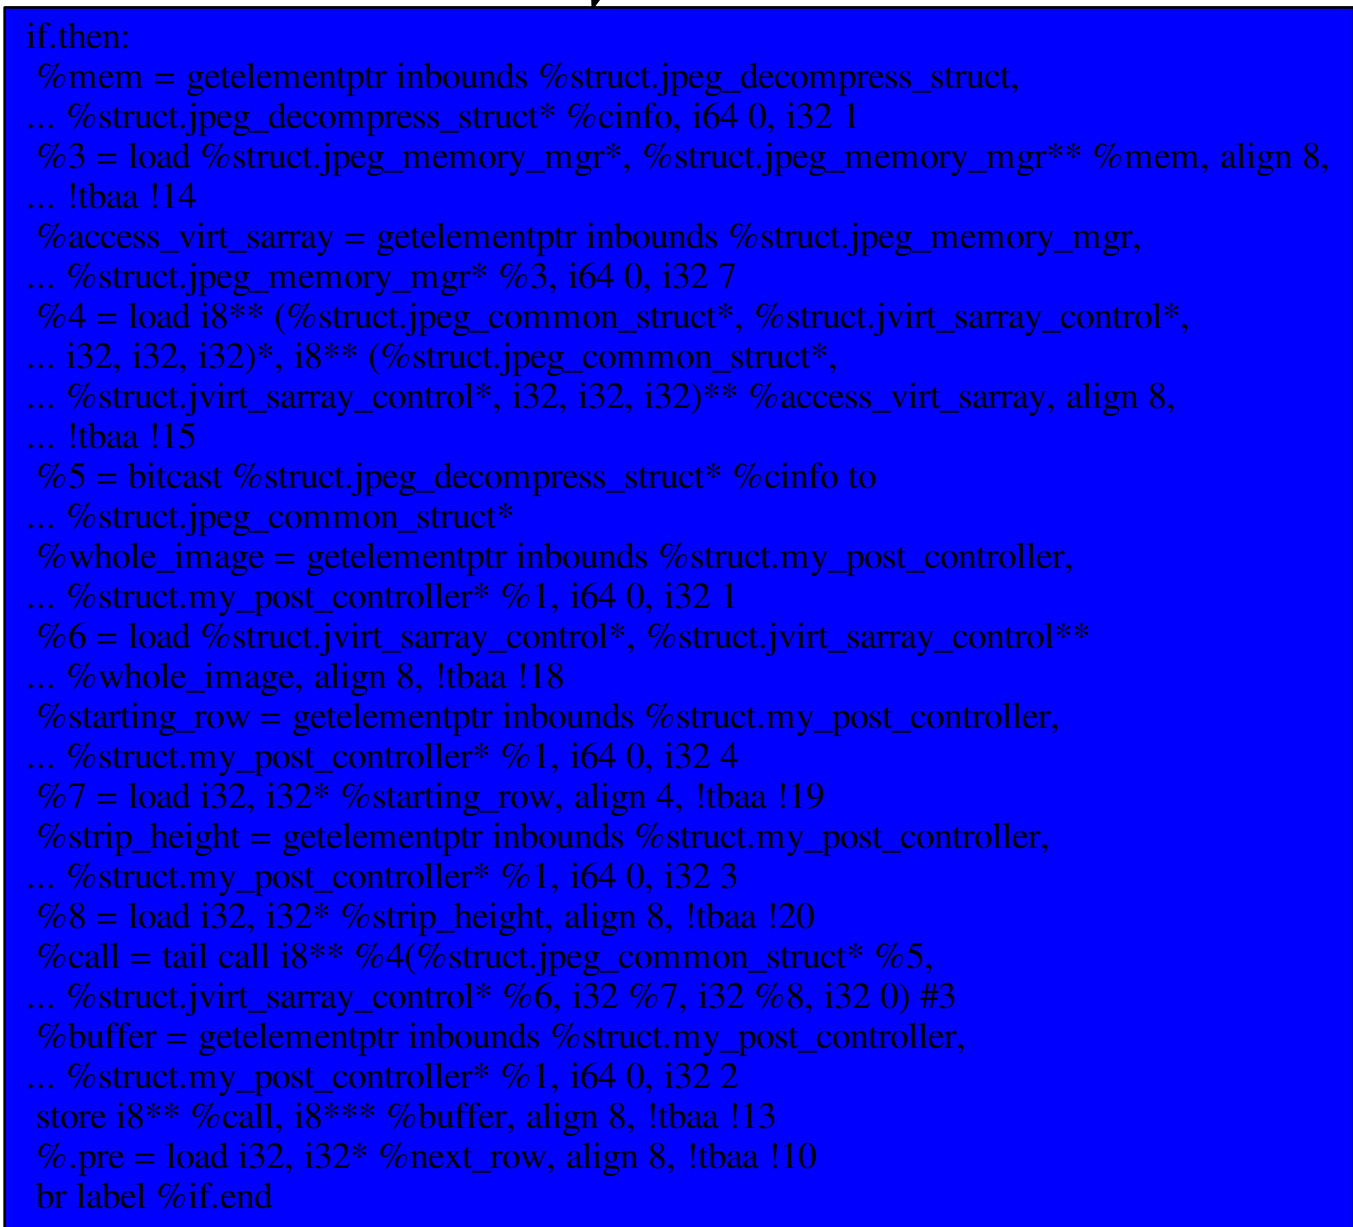 if.then:
%mem = getelementptr inbounds %struct.jpeg_decompress_struct,
... %struct.jpeg_decompress_struct* %cinfo, i64 0, i32 1
%3 = load %struct.jpeg_memory_mgr*, %struct.jpeg_memory_mgr** %mem, align 8,
... !tbaa !14
%access_virt_sarray = getelementptr inbounds %struct.jpeg_memory_mgr,
... %struct.jpeg_memory_mgr* %3, i64 0, i32 7
%4 = load i8** (%struct.jpeg_common_struct*, %struct.jvirt_sarray_control*,
... i32, i32, i32)*, i8** (%struct.jpeg_common_struct*,
... %struct.jvirt_sarray_control*, i32, i32, i32)** %access_virt_sarray, align 8,
... !tbaa !15
%5 = bitcast %struct.jpeg_decompress_struct* %cinfo to
... %struct.jpeg_common_struct*
%whole_image = getelementptr inbounds %struct.my_post_controller,
... %struct.my_post_controller* %1, i64 0, i32 1
%6 = load %struct.jvirt_sarray_control*, %struct.jvirt_sarray_control**
... %whole_image, align 8, !tbaa !18
%starting_row = getelementptr inbounds %struct.my_post_controller,
... %struct.my_post_controller* %1, i64 0, i32 4
%7 = load i32, i32* %starting_row, align 4, !tbaa !19
%strip_height = getelementptr inbounds %struct.my_post_controller,
... %struct.my_post_controller* %1, i64 0, i32 3
%8 = load i32, i32* %strip_height, align 8, !tbaa !20
%call = tail call i8** %4(%struct.jpeg_common_struct* %5,
... %struct.jvirt_sarray_control* %6, i32 %7, i32 %8, i32 0) #3
%buffer = getelementptr inbounds %struct.my_post_controller,
... %struct.my_post_controller* %1, i64 0, i32 2
store i8** %call, i8*** %buffer, align 8, !tbaa !13
%.pre = load i32, i32* %next_row, align 8, !tbaa !10
br label %if.end